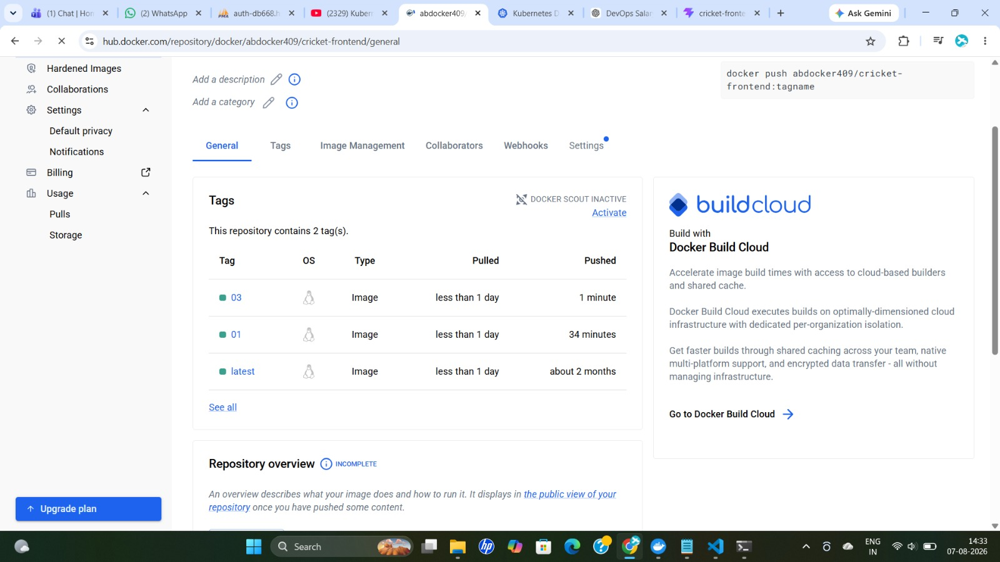 (1) Chat | Hon
(2) WhatsApp
auth-db668.h
(2329) Kubern
abdocker409/
Kubernetes D
DevOps Salar
cricket-fronte
Ask Gemini
hub.docker.com/repository/docker/abdocker409/cricket-frontend/general
Hardened Images
Collaborations
Settings
Default privacy
Notifications
Billing
Usage
Pulls
Storage
Upgrade plan
Add a description
Add a category
docker push abdocker409/cricket-
frontend:tagname
General Tags Image Management Collaborators Webhooks Settings
Tags
DOCKER SCOUT INACTIVE
Activate
This repository contains 2 tag(s).
Tag OS Type Pulled Pushed
03 Image less than 1 day 1 minute
01 Image less than 1 day 34 minutes
latest Image less than 1 day about 2 months
See all
Repository overview INCOMPLETE
An overview describes what your image does and how to run it. It displays in the public view of your
repository once you have pushed some content.
buildcloud
Build with
Docker Build Cloud
Accelerate image build times with access to cloud-based builders
and shared cache.
Docker Build Cloud executes builds on optimally-dimensioned cloud
infrastructure with dedicated per-organization isolation.
Get faster builds through shared caching across your team, native
multi-platform support, and encrypted data transfer - all without
managing infrastructure.
Go to Docker Build Cloud
Search
ENG
IN
14:33
07-08-2026